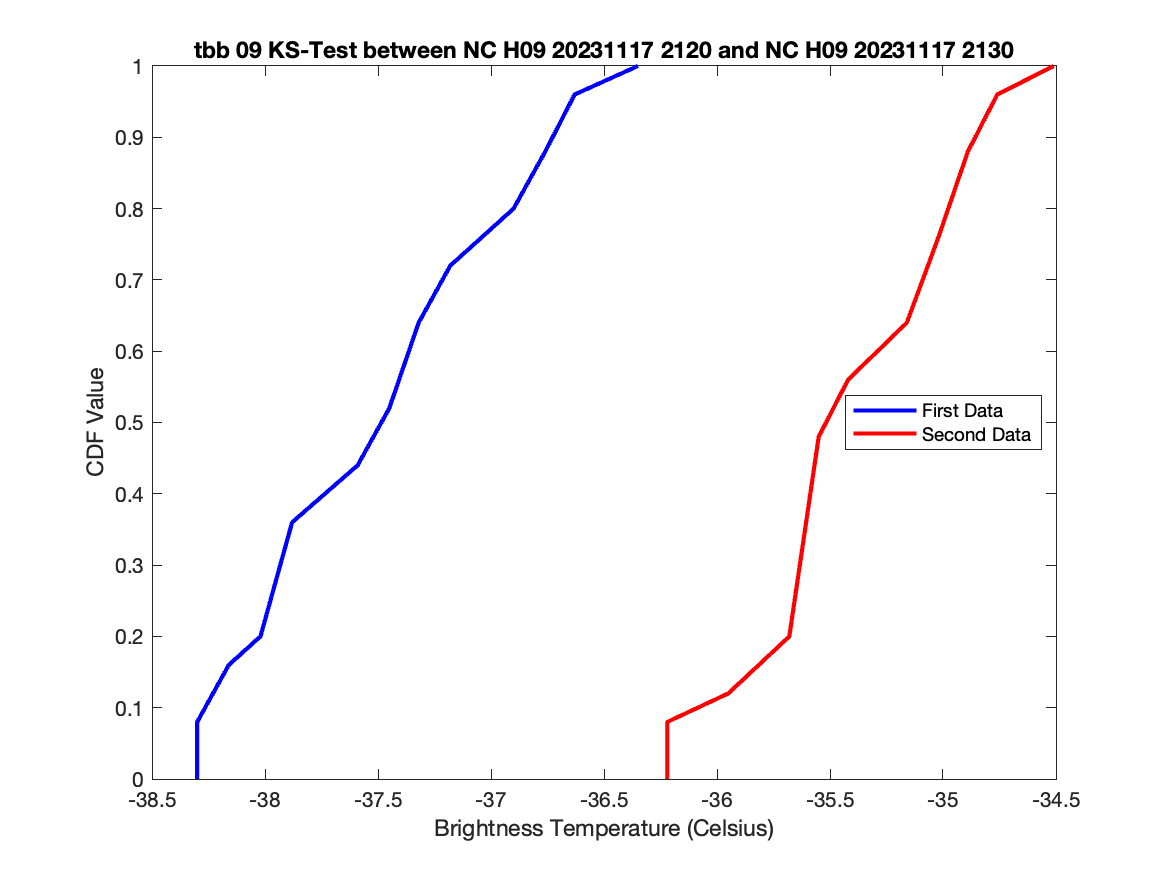 tbb 09 KS-Test between NC H09 20231117 2120 and NC H09 20231117 2130
1
0.9
0.8
0.7
0.6
0.5
0.4
0.3
0.2
0.1
0
CDF Value
First Data
Second Data
-38.5 -38 -37.5 -37 -36.5 -36 -35.5 -35 -34.5
Brightness Temperature (Celsius)